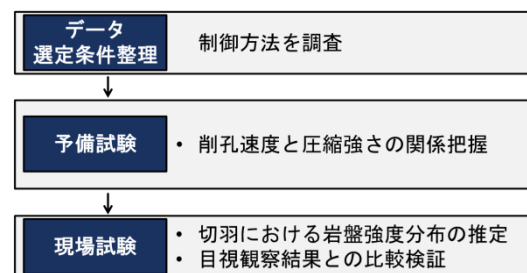 データ
選定条件整理
制御方法を調査
予備試験
• 削孔速度と圧縮強さの関係把握
現場試験
• 切羽における岩盤強度分布の推定
• 目視観察結果との比較検証